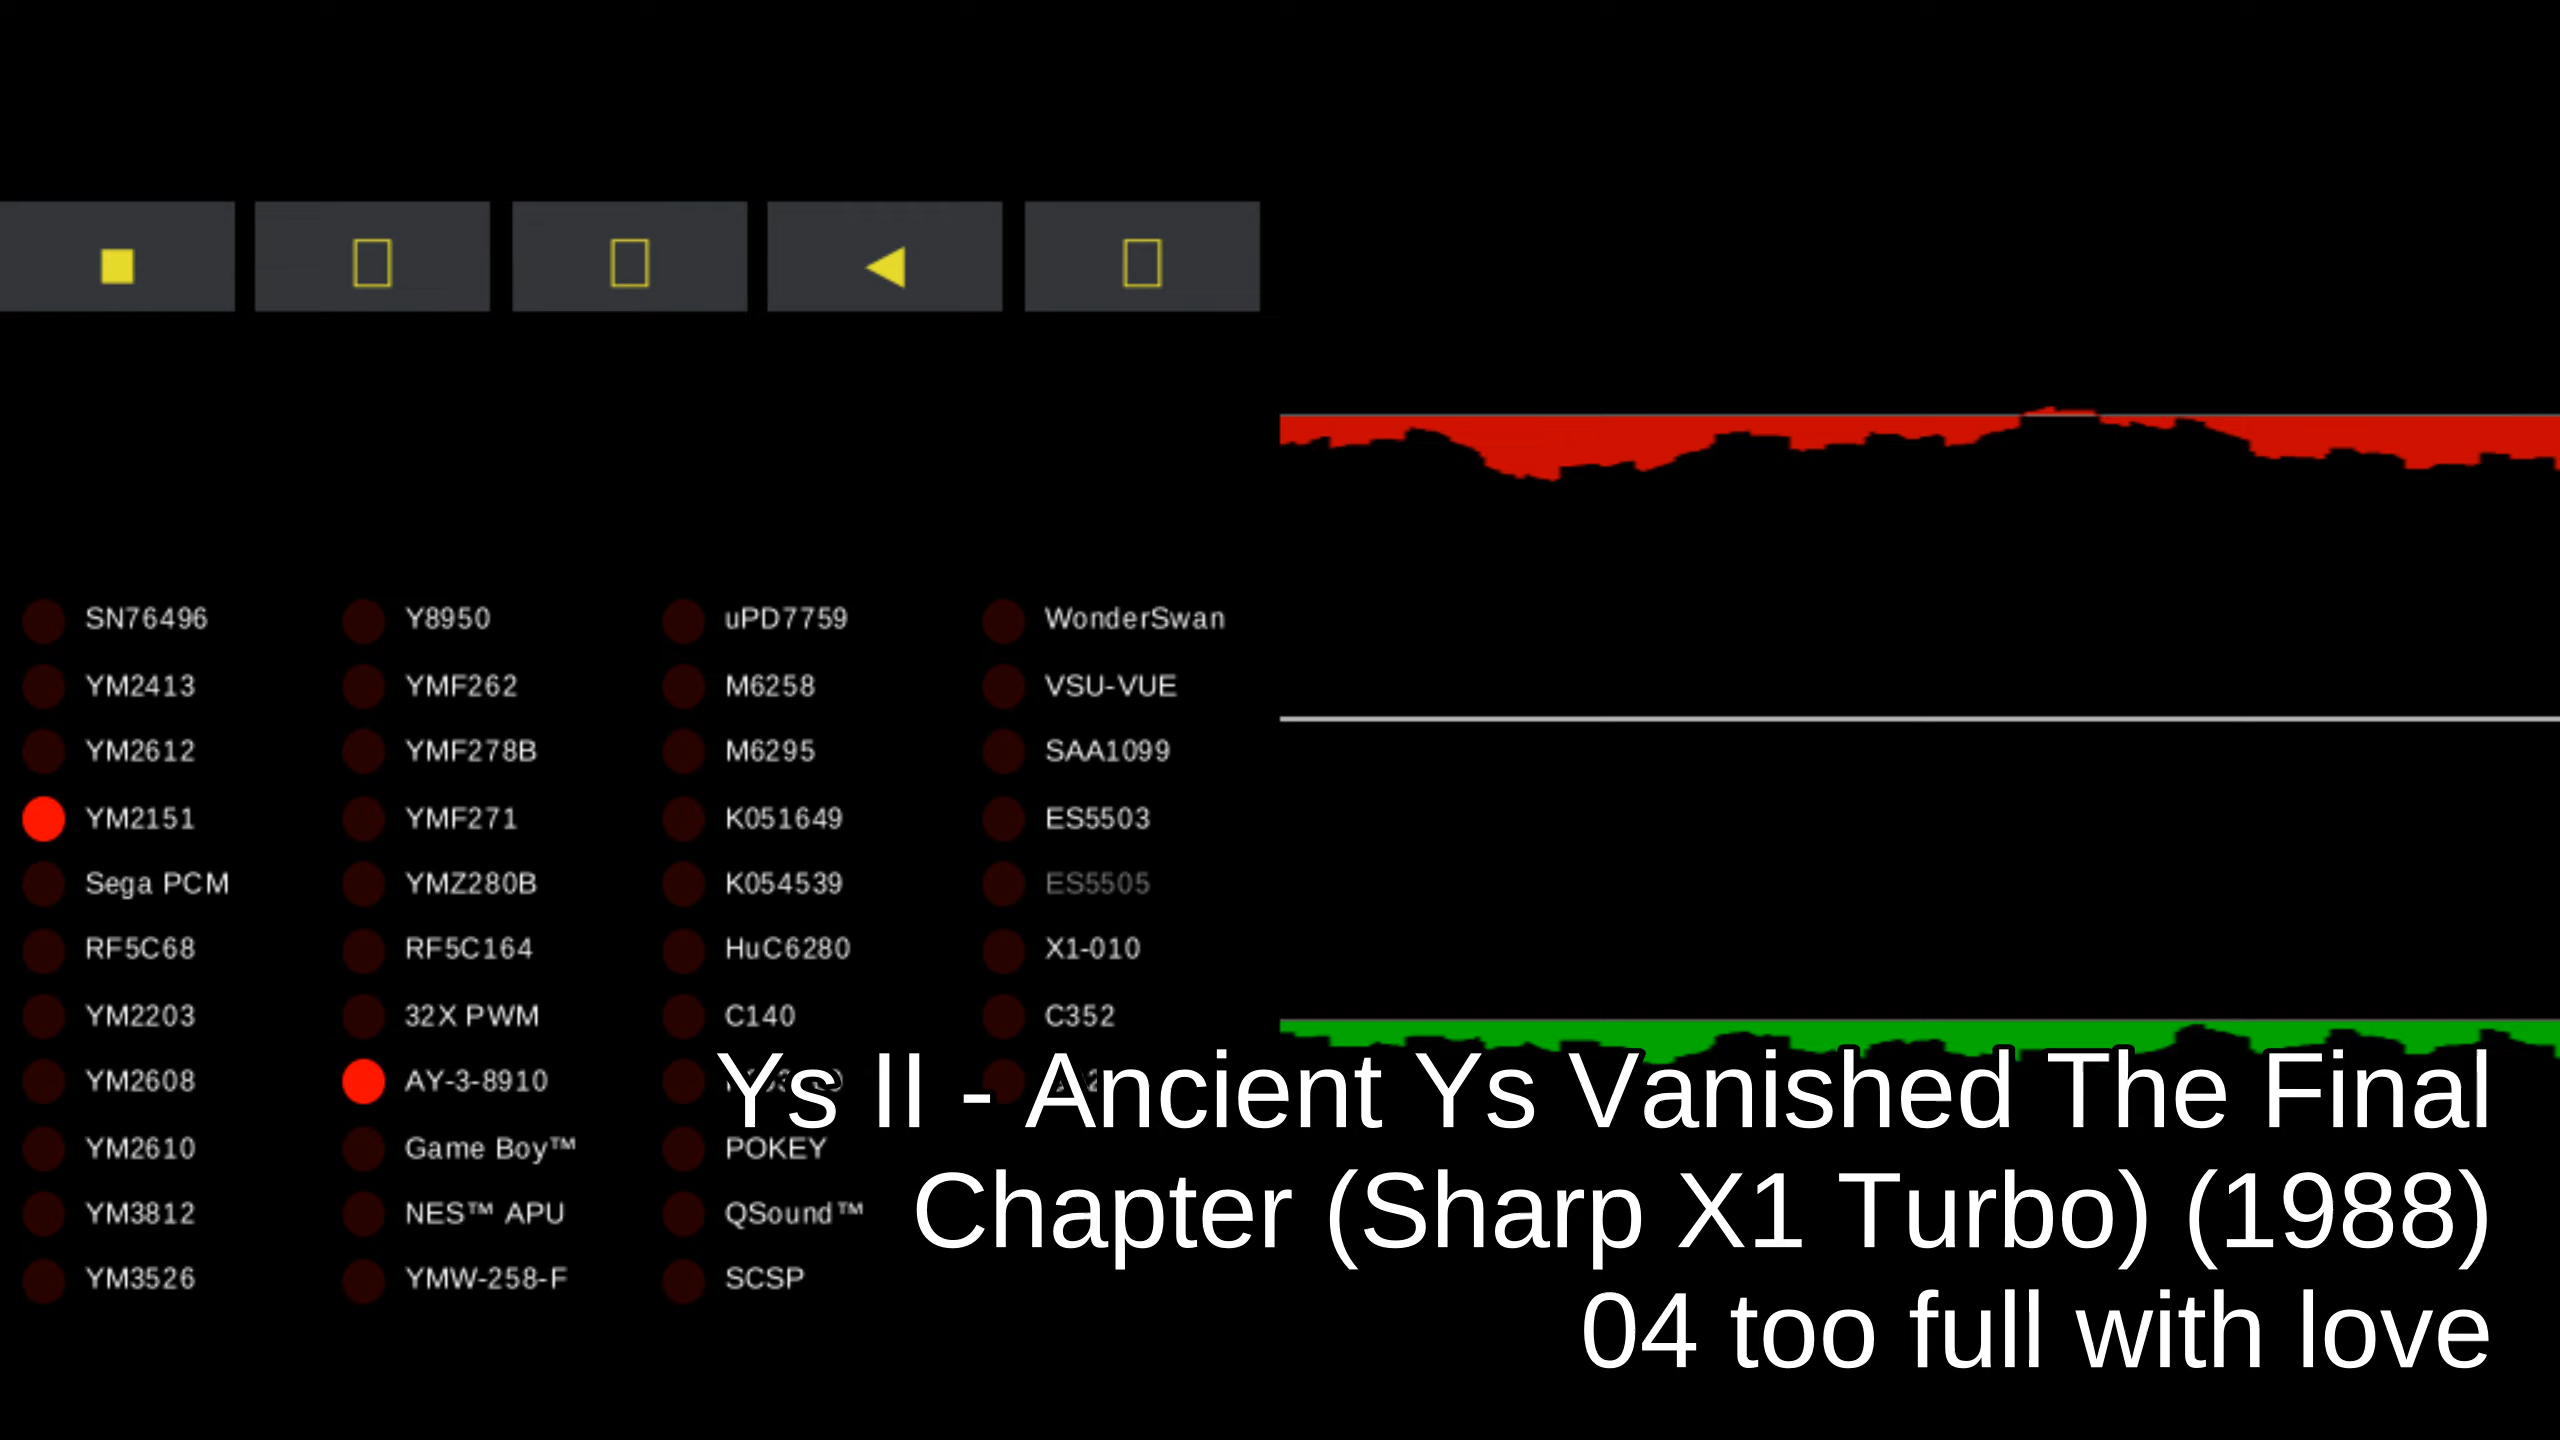 SN76496
YM2413
YM2612
YM2151
Sega PCM
RF5C68
YM2203
YM2608
YM2610
YM3812
YM3526
Y8950
YMF262
YMF278B
YMF271
YMZ280B
RF5C164
32X PWM
AY-3-8910
Game Boy™
NES™ APU
YMW-258-F
uPD7759
M6258
M6295
K051649
K054539
HuC6280
C140
POKEY
QSound™
SCSP
WonderSwan
VSU-VUE
SAA1099
ES5503
ES5505
X1-010
C352
Ys II - Ancient Ys Vanished The Final
Chapter (Sharp X1 Turbo) (1988)
04 too full with love